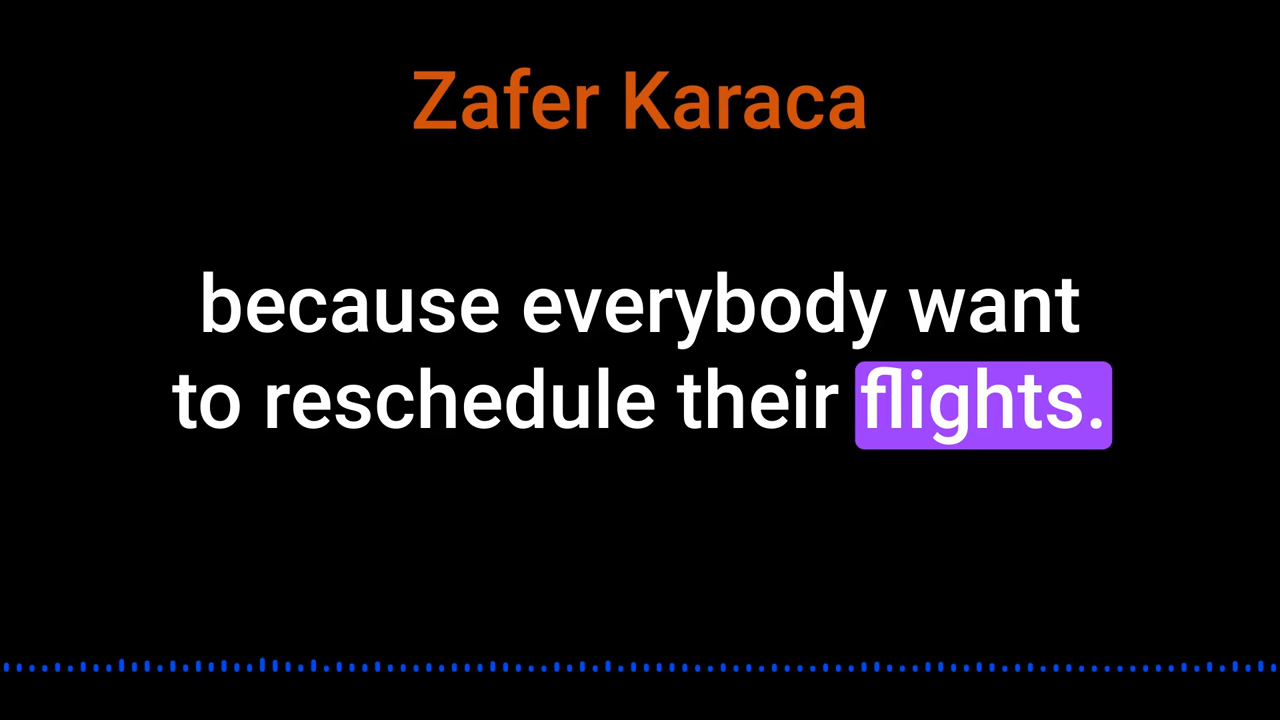 Zafer Karaca
because everybody want
to reschedule their flights.